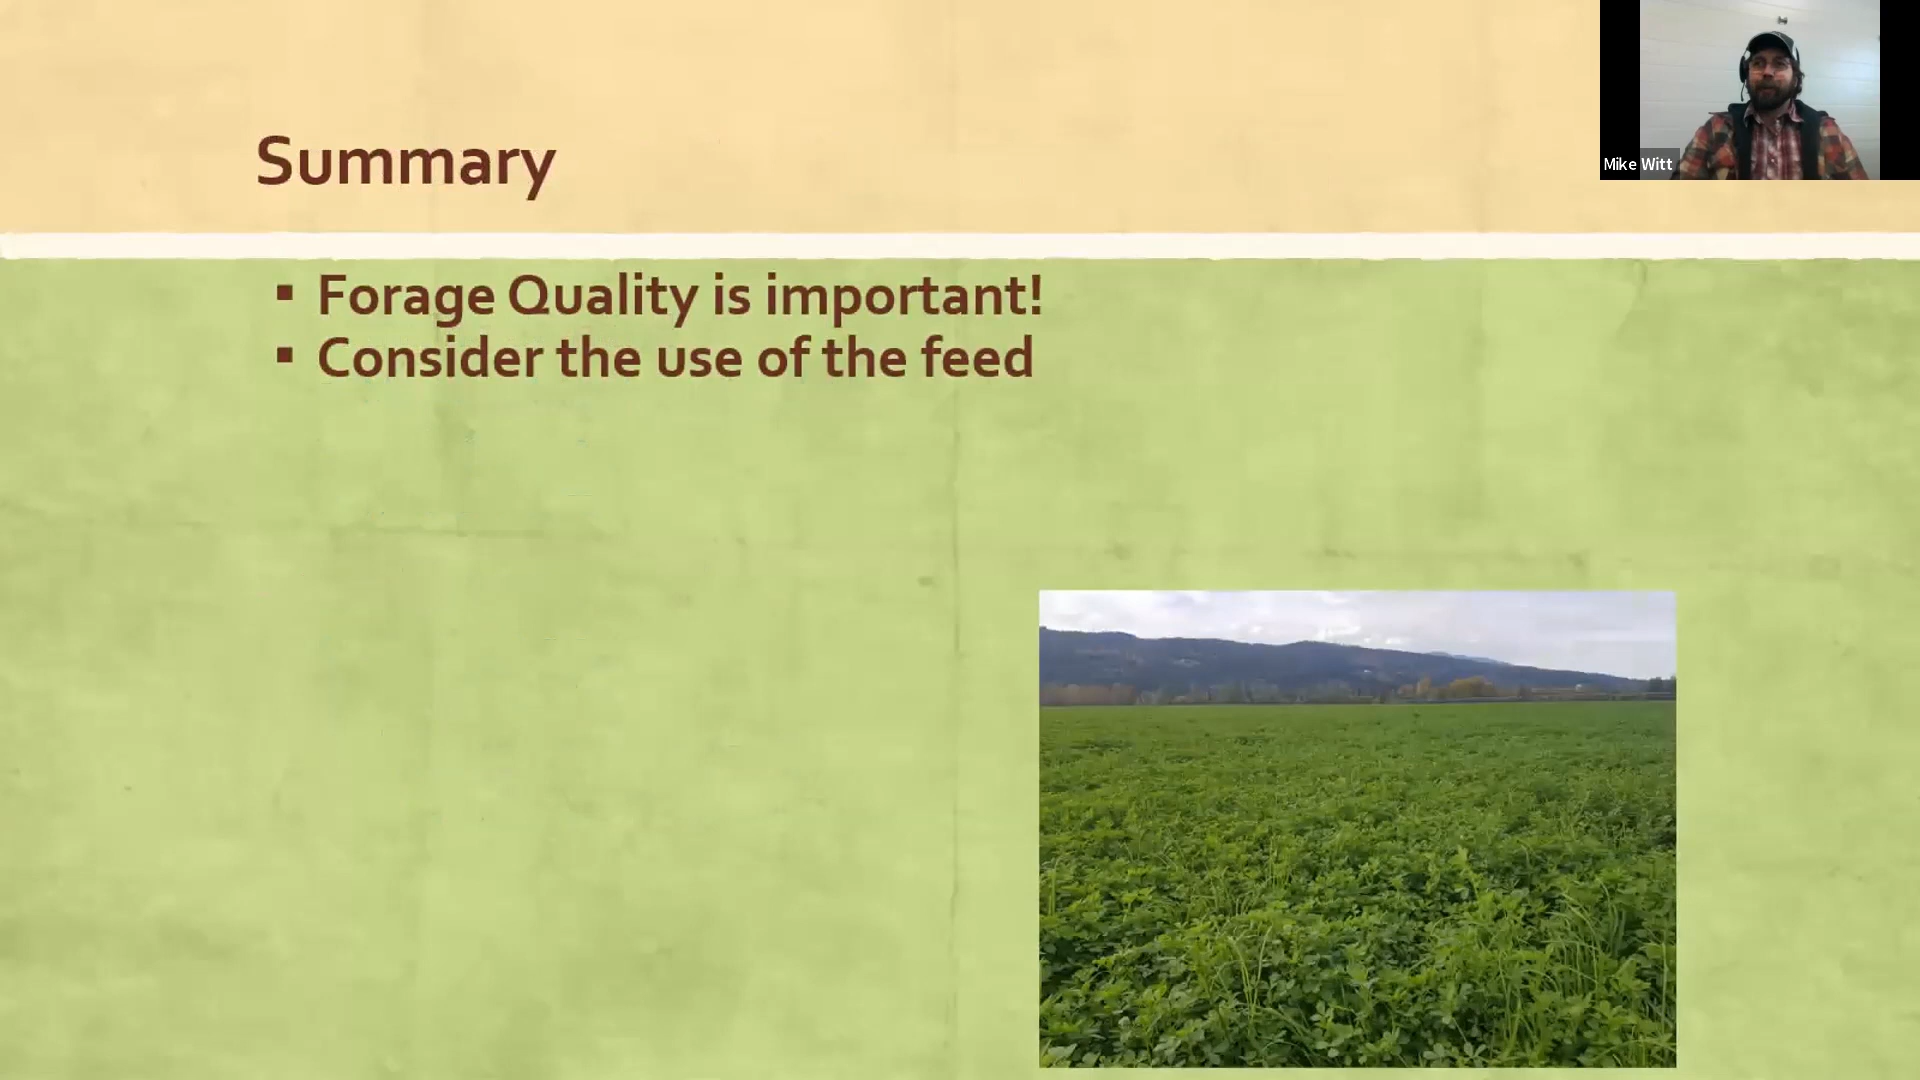 Summary
Mike Witt
▪ Forage Quality is important!
▪ Consider the use of the feed